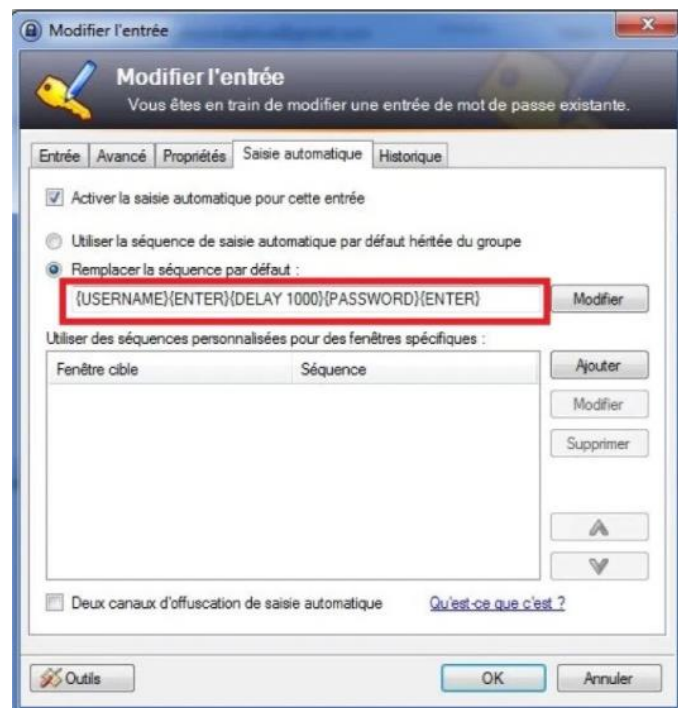 Modifier l'entrée
Modifier l'entrée
Vous êtes en train de modifier une entrée de mot de passe existante.
Entrée Avancé Propriétés Saisie automatique Historique
Activer la saisie automatique pour cette entrée
Utiliser la séquence de saisie automatique par défaut héritée du groupe
Remplacer la séquence par défaut :
{USERNAME}{ENTER}{DELAY 1000}{PASSWORD}{ENTER} Modifier
Utiliser des séquences personnalisées pour des fenêtres spécifiques :
Fenêtre cible Séquence Ajouter
Modifier
Supprimer
Deux canaux d'offuscation de saisie automatique Qu'est-ce que c'est ?
Outils OK Annuler